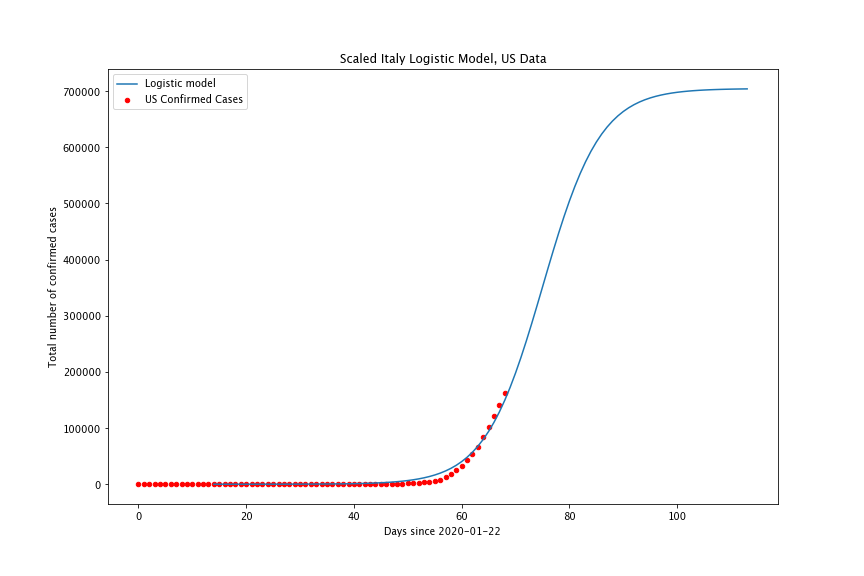 Scaled Italy Logistic Model, US Data
Logistic model
US Confirmed Cases
Total number of confirmed cases
700000
600000
500000
400000
300000
200000
100000
0
0 20 40 60 80 100
Days since 2020-01-22